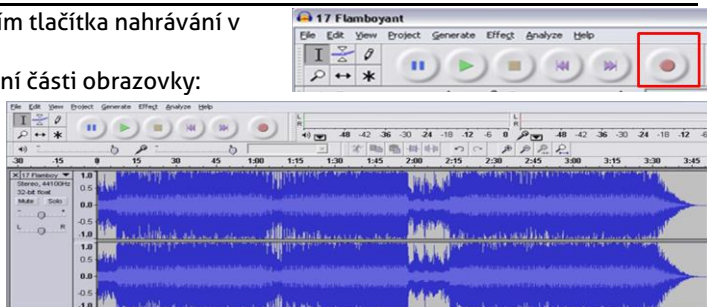 ím tlačítka nahrávání v
ní části obrazovky:
17 Flamboyant
File Edit View Project Generate Effect Analyze Help
File Edit View Project Generate Effect Analyze Help
L
R
L
R
-48 -42 -36 -30 -24 -18 -12 -6 0 -48 -42 -36 -30 -24 -18 -12 -6
-30 -15 0 15 30 45 1:00 1:15 1:30 1:45 2:00 2:15 2:30 2:45 3:00 3:15 3:30 3:45
X 17 Flamboy
Stereo, 44100Hz
32-bit float
Mute Solo
- +
L R
1.0
0.5
0.0
-0.5
-1.0
1.0
0.5
0.0
-0.5
-1.0